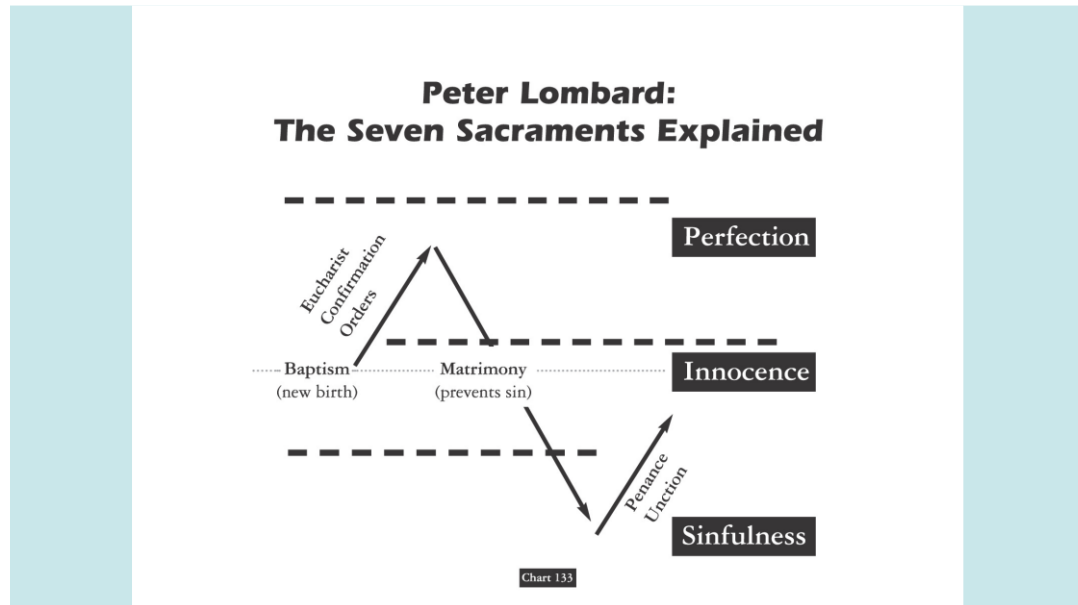 Peter Lombard:
The Seven Sacraments Explained
Perfection
Eucharist
Confirmation
Orders
Baptism
(new birth)
Matrimony
(prevents sin)
Innocence
Penance
Unction
Sinfulness
Chart 133